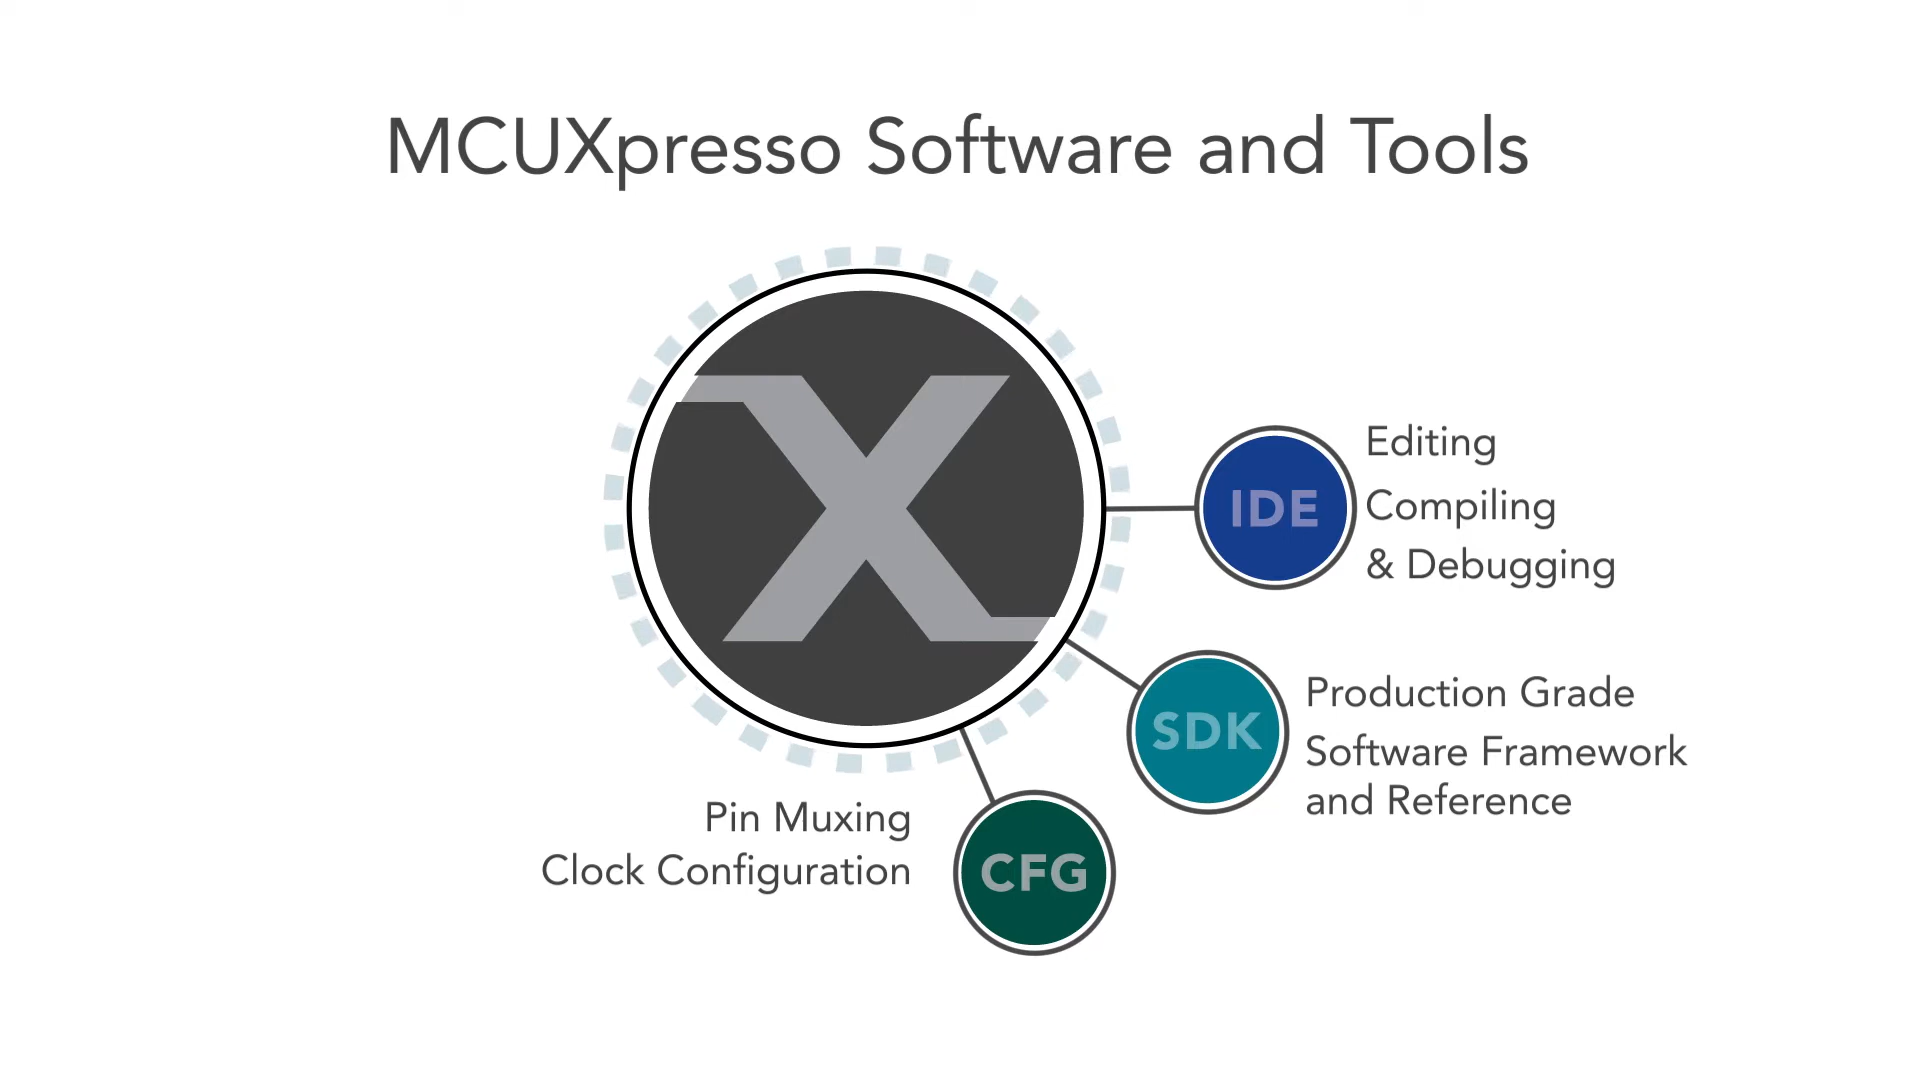 MCUXpresso Software and Tools
X
IDE
Editing
Compiling
& Debugging
SDK
Production Grade
Software Framework
and Reference
CFG
Pin Muxing
Clock Configuration